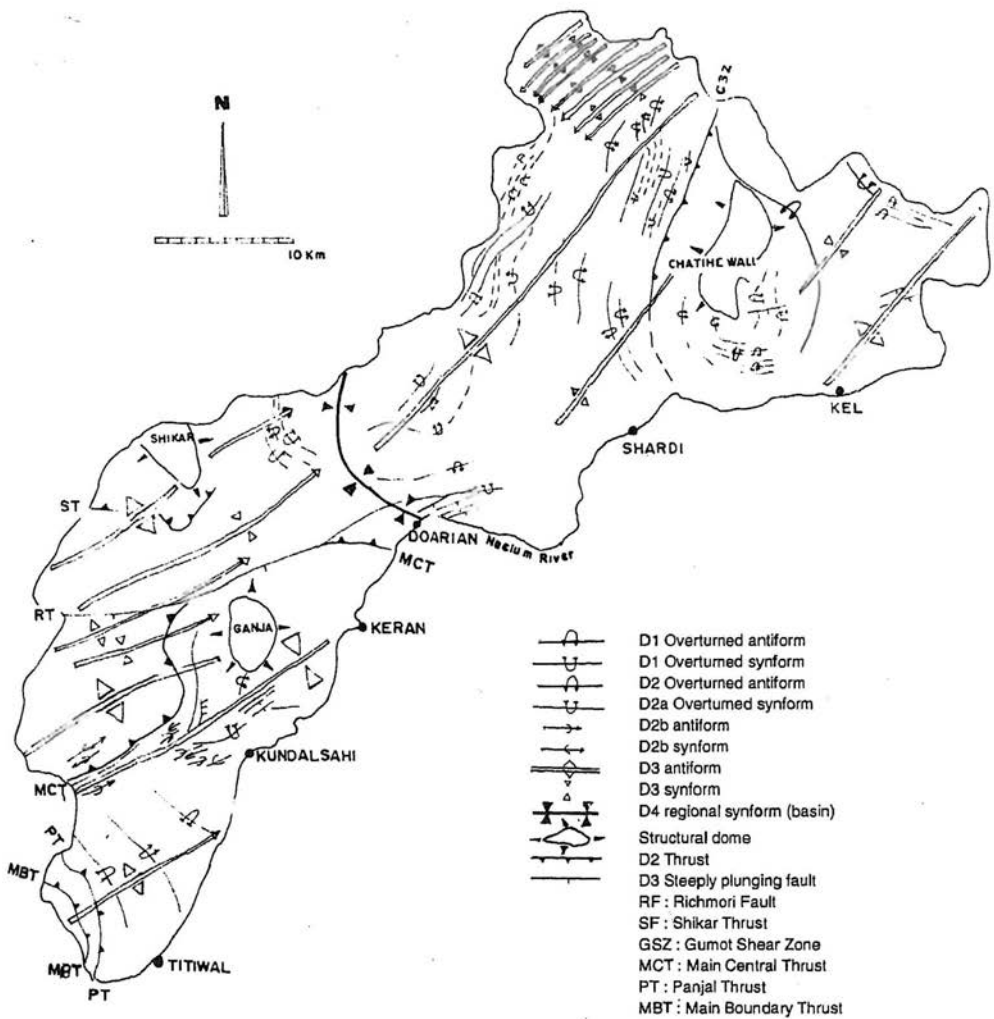 N
10 Km
GSZ
CHATIHE WALL
KEL
SHARDI
SHIKAR
ST
DOARIAN
Neelum River
MCT
RT
GANJA
KERAN
KUNDALSAHI
MCT
PT
MBT
MBT
PT
TITIWAL
D1 Overturned antiform
D1 Overturned synform
D2 Overturned antiform
D2a Overturned synform
D2b antiform
D2b synform
D3 antiform
D3 synform
D4 regional synform (basin)
Structural dome
D2 Thrust
D3 Steeply plunging fault
RF : Richmori Fault
SF : Shikar Thrust
GSZ : Gumot Shear Zone
MCT : Main Central Thrust
PT : Panjal Thrust
MBT : Main Boundary Thrust